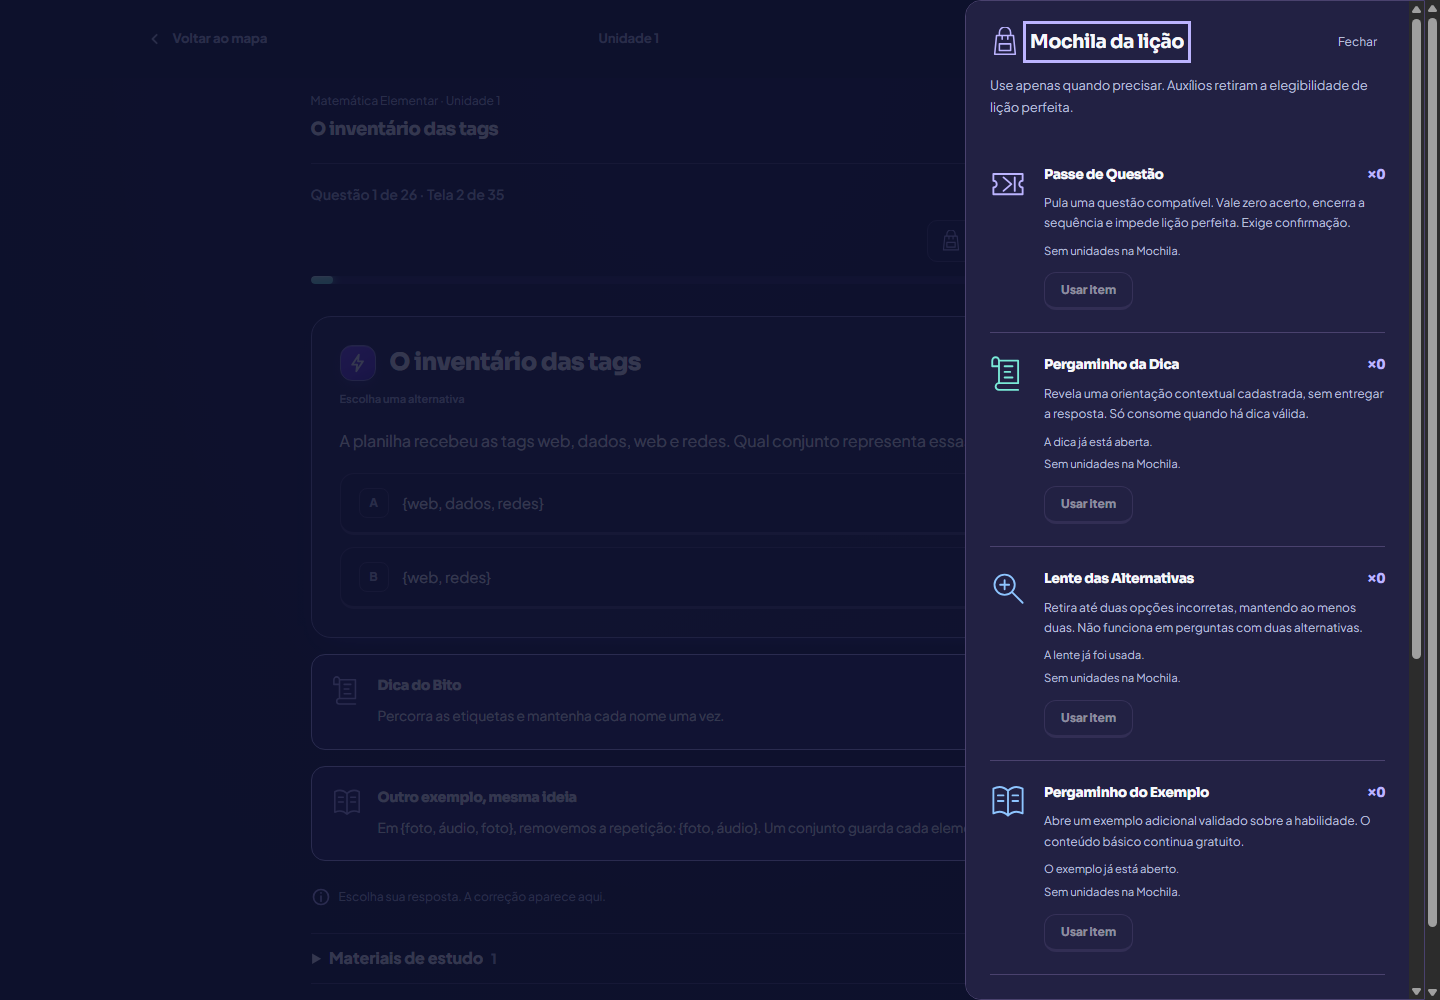 Voltar ao mapa
Unidade 1
Matemática Elementar · Unidade 1
O inventário das tags
Questão 1 de 26 · Tela 2 de 35
O inventário das tags
Escolha uma alternativa
A planilha recebeu as tags web, dados, web e redes. Qual conjunto representa essa
A {web, dados, redes}
B {web, redes}
Dica do Bito
Percorra as etiquetas e mantenha cada nome uma vez.
Outro exemplo, mesma ideia
Em {foto, áudio, foto}, removemos a repetição: {foto, áudio}. Um conjunto guarda cada elem
Escolha sua resposta. A correção aparece aqui.
Materiais de estudo 1
Mochila da lição
Fechar
Use apenas quando precisar. Auxílios retiram a elegibilidade de
lição perfeita.
Passe de Questão ×0
Pula uma questão compatível. Vale zero acerto, encerra a
sequência e impede lição perfeita. Exige confirmação.
Sem unidades na Mochila.
Usar item
Pergaminho da Dica ×0
Revela uma orientação contextual cadastrada, sem entregar
a resposta. Só consome quando há dica válida.
A dica já está aberta.
Sem unidades na Mochila.
Usar item
Lente das Alternativas ×0
Retira até duas opções incorretas, mantendo ao menos
duas. Não funciona em perguntas com duas alternativas.
A lente já foi usada.
Sem unidades na Mochila.
Usar item
Pergaminho do Exemplo ×0
Abre um exemplo adicional validado sobre a habilidade. O
conteúdo básico continua gratuito.
O exemplo já está aberto.
Sem unidades na Mochila.
Usar item